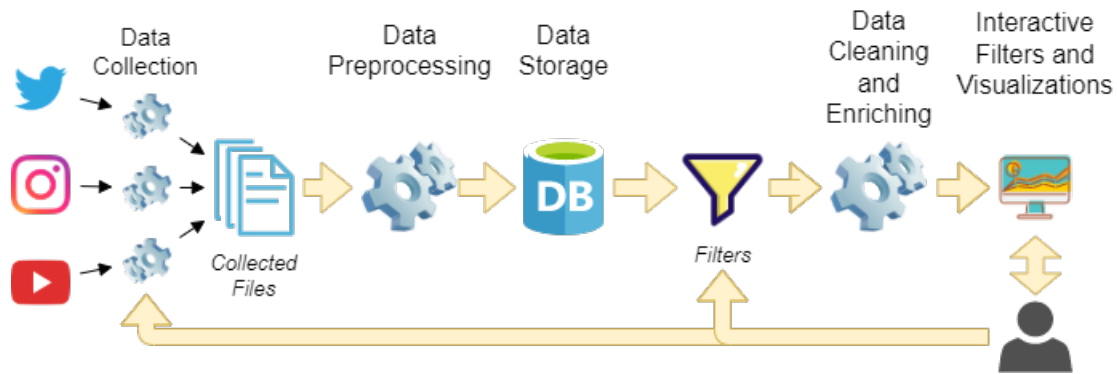 Data
Collection
Collected
Files
Data
Preprocessing
Data
Storage
DB
Filters
Data
Cleaning
and
Enriching
Interactive
Filters and
Visualizations